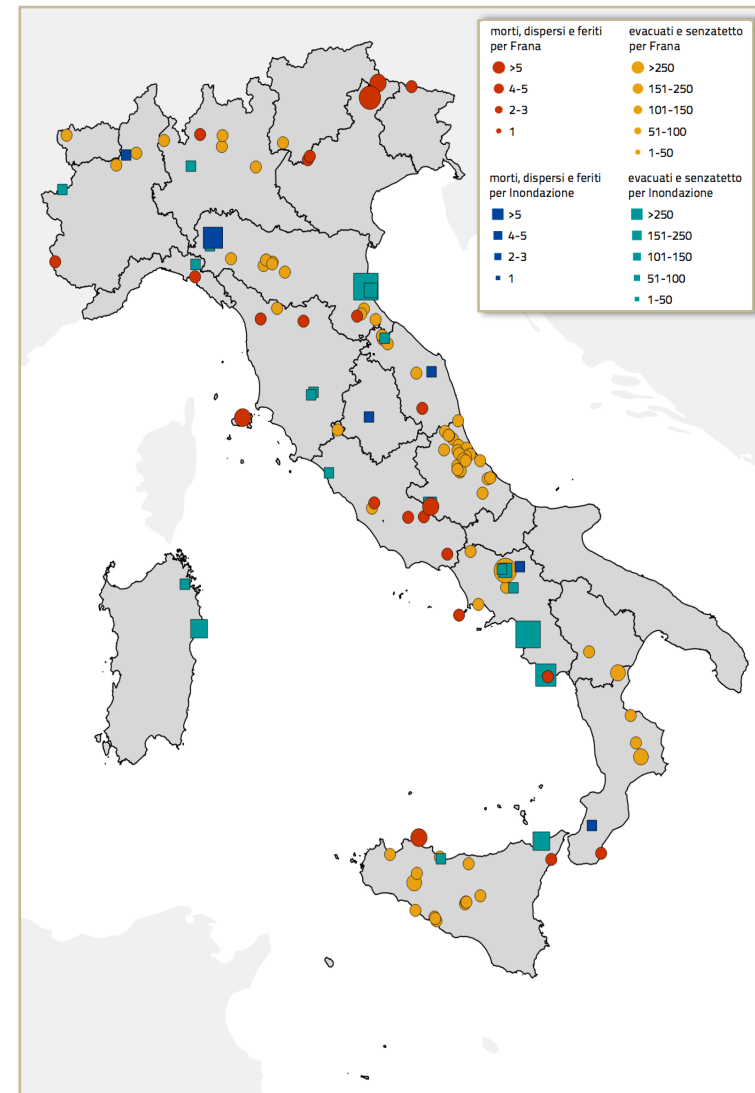 morti, dispersi e feriti
per Frana
>5
4-5
2-3
1
evacuati e senzatetto
per Frana
>250
151-250
101-150
51-100
1-50
morti, dispersi e feriti
per Inondazione
>5
4-5
2-3
1
evacuati e senzatetto
per Inondazione
>250
151-250
101-150
51-100
1-50